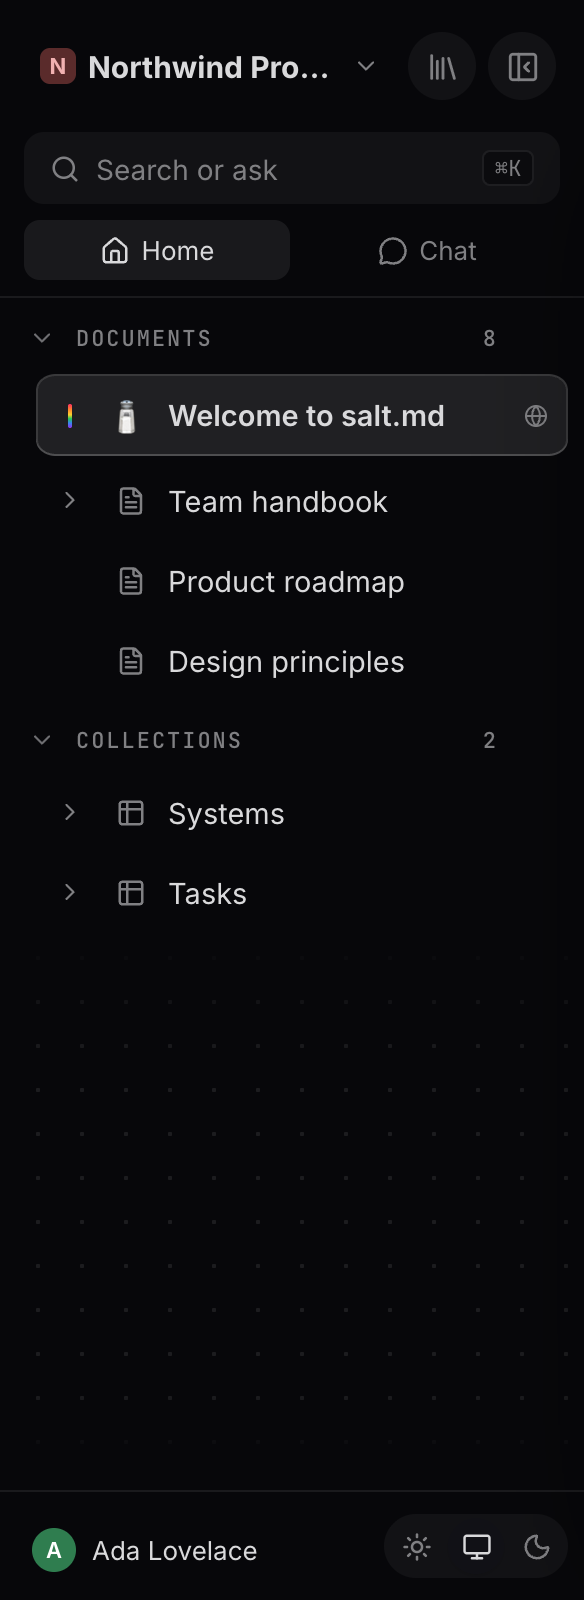 N Northwind Pro...
Search or ask ⌘K
Home Chat
DOCUMENTS 8
Welcome to salt.md
Team handbook
Product roadmap
Design principles
COLLECTIONS 2
Systems
Tasks
A Ada Lovelace